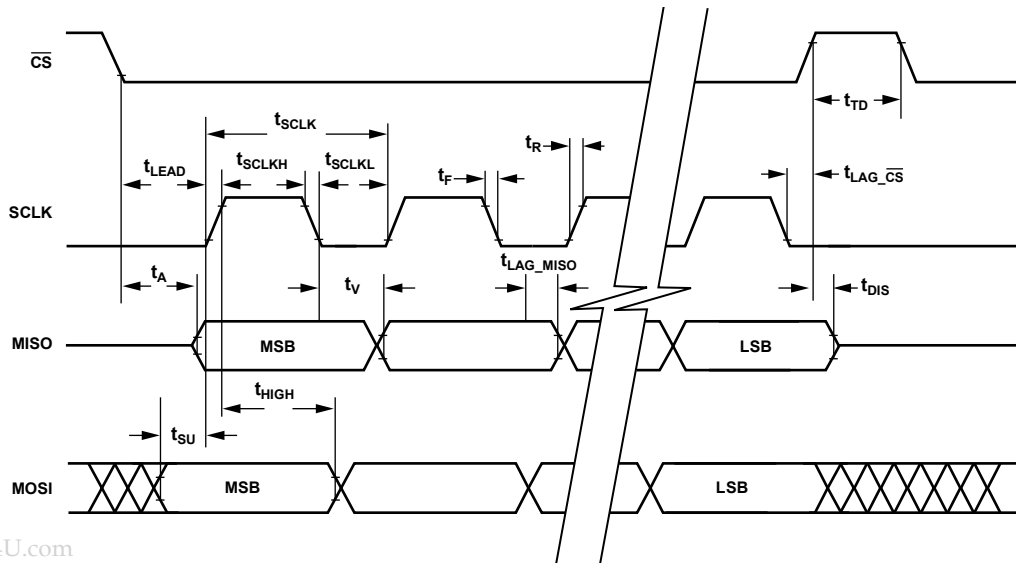 CS
tTD
tSCLK
tR
tLEAD
tSCLKH
tSCLKL
tF
tLAG_CS
SCLK
tLAG_MISO
tA
tV
tDIS
MISO
MSB
LSB
tHIGH
tSU
MOSI
MSB
LSB
U.com